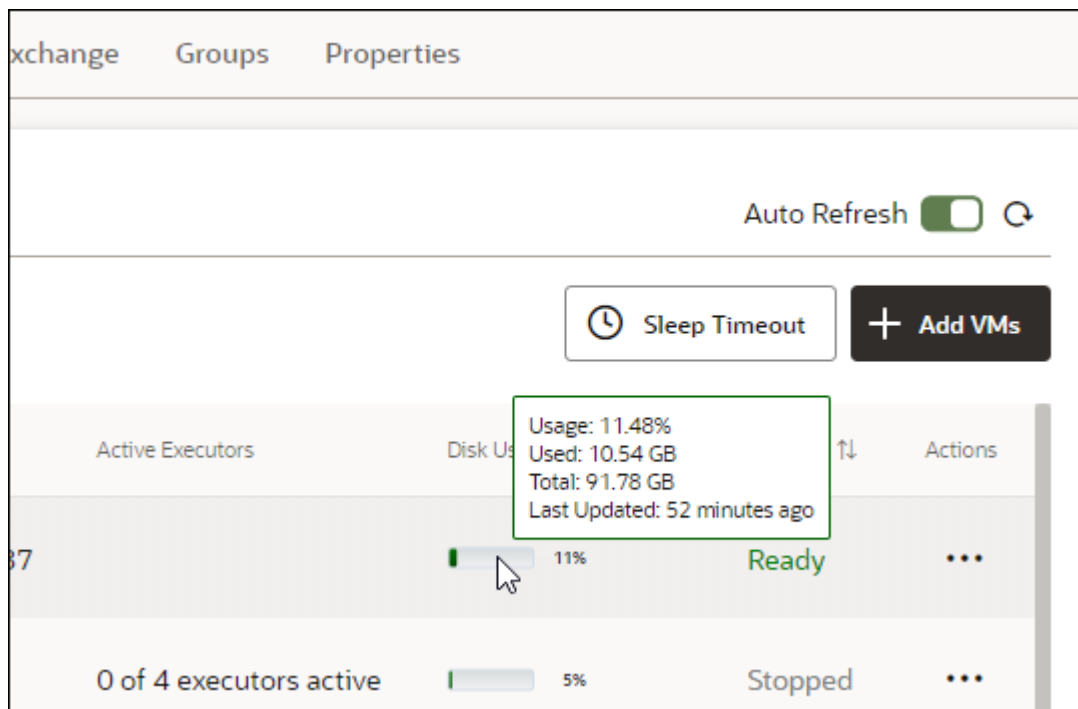 xchange Groups Properties
Auto Refresh
Sleep Timeout
Add VMs
Active Executors Disk Us Actions
Usage: 11.48%
Used: 10.54 GB
Total: 91.78 GB
Last Updated: 52 minutes ago
37 11% Ready
0 of 4 executors active 5% Stopped